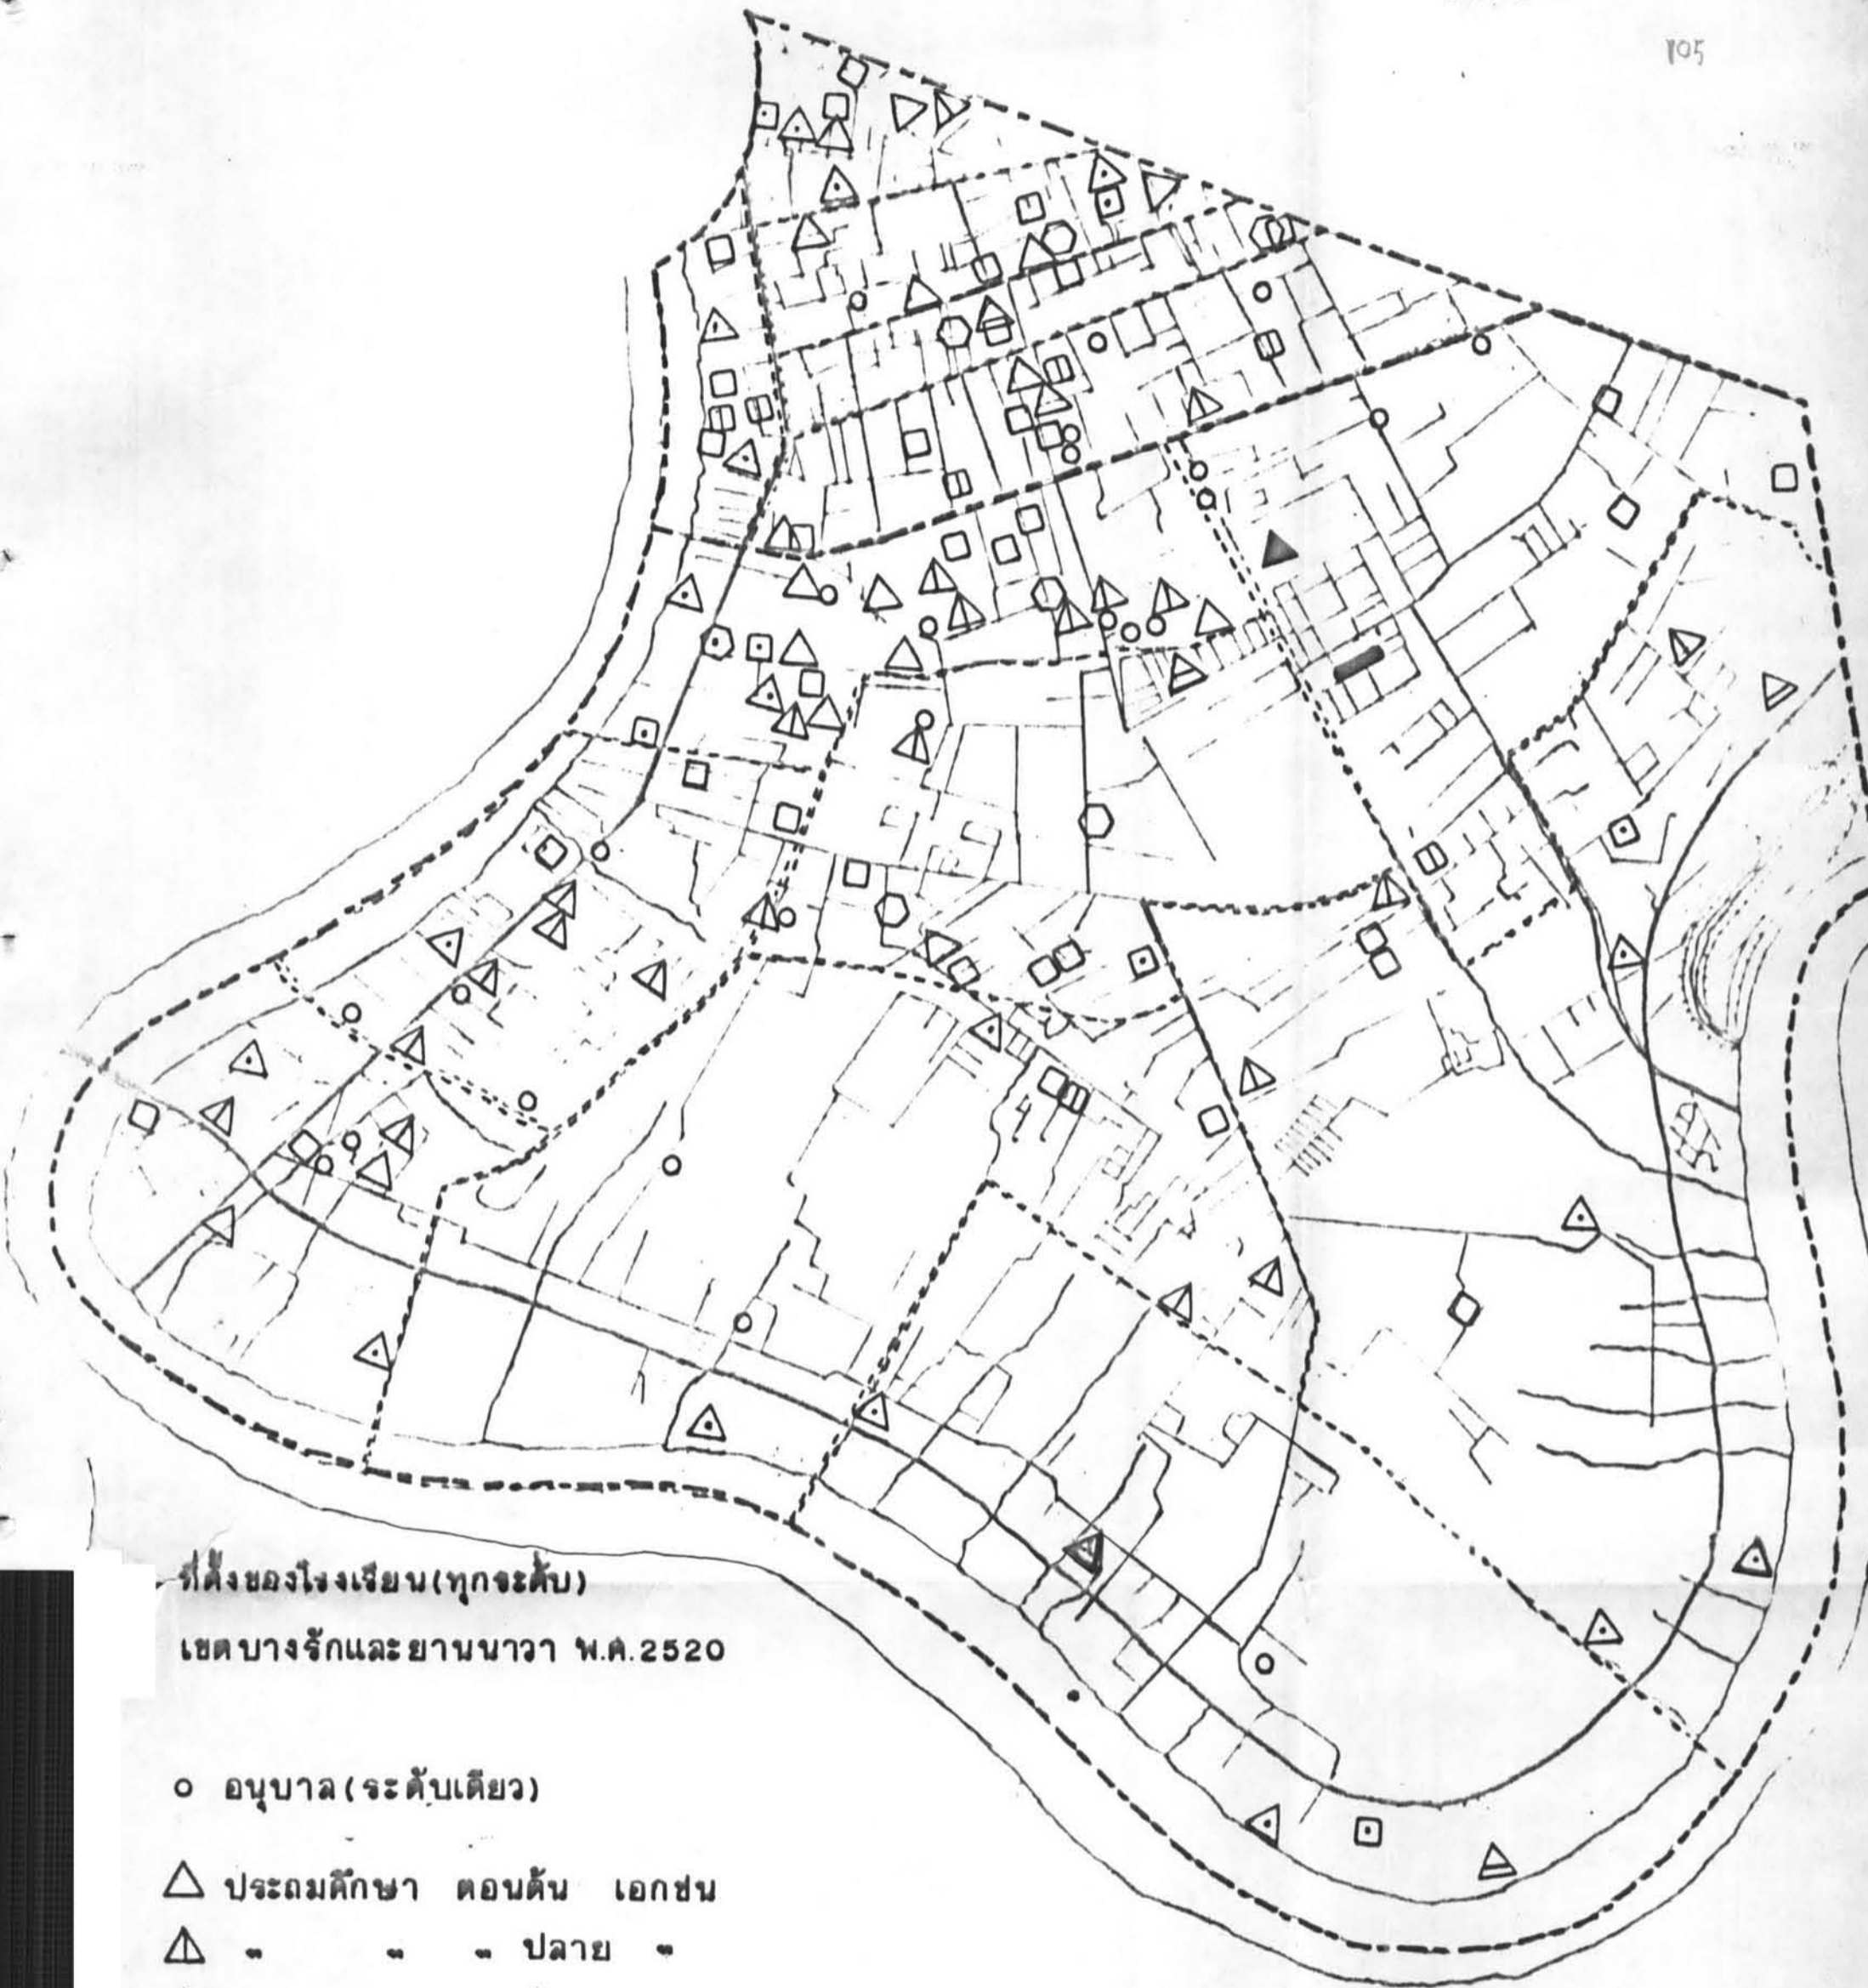 105
ที่ตั้งของโรงเรียน(ทุกระดับ)
เขตบางรักและยานนาวา พ.ศ.2520
อนุบาล(ระดับเดียว)
ประถมศึกษา ตอนต้น เอกชน
" " " ปลาย "